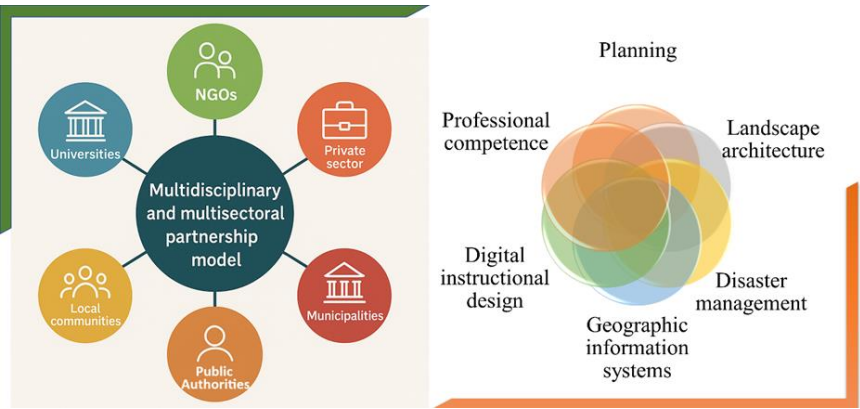 NGOs
Universities
Private
sector
Multidisciplinary
and multisectoral
partnership
model
Local
communities
Municipalities
Public
Authorities
Planning
Professional
competence
Landscape
architecture
Digital
instructional
design
Disaster
management
Geographic
information
systems